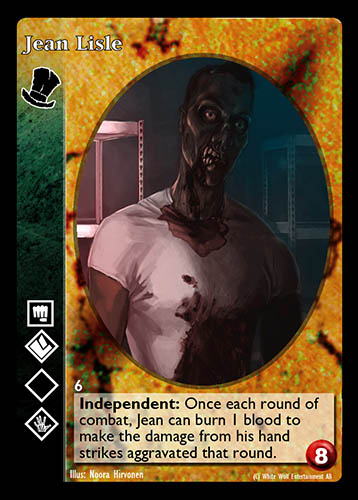 Jean Lisle
6
Independent: Once each round of
combat, Jean can burn 1 blood to
make the damage from his hand
strikes aggravated that round.
8
Illus: Noora Hirvonen
(C) White Wolf Entertainment AB